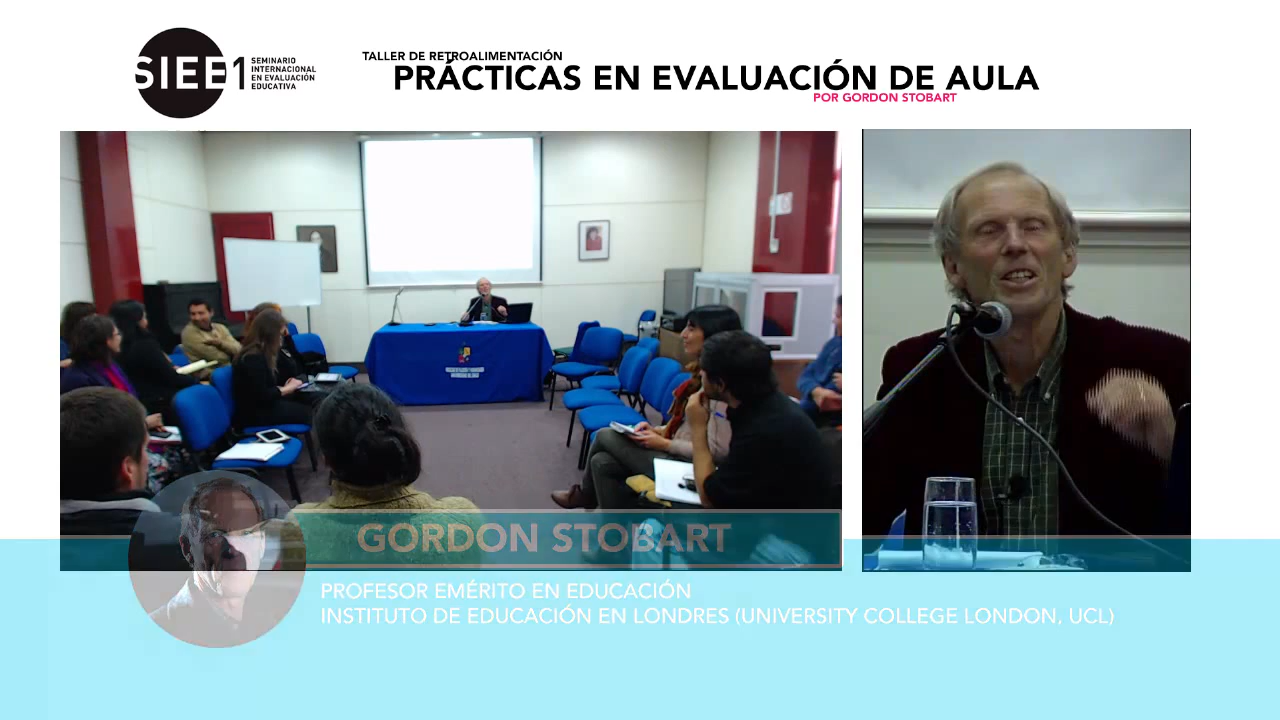 SIEE1
SEMINARIO
INTERNACIONAL
EN EVALUACIÓN
EDUCATIVA
TALLER DE RETROALIMENTACIÓN
PRÁCTICAS EN EVALUACIÓN DE AULA
POR GORDON STOBART
GORDON STOBART
PROFESOR EMÉRITO EN EDUCACIÓN
INSTITUTO DE EDUCACIÓN EN LONDRES (UNIVERSITY COLLEGE LONDON, UCL)